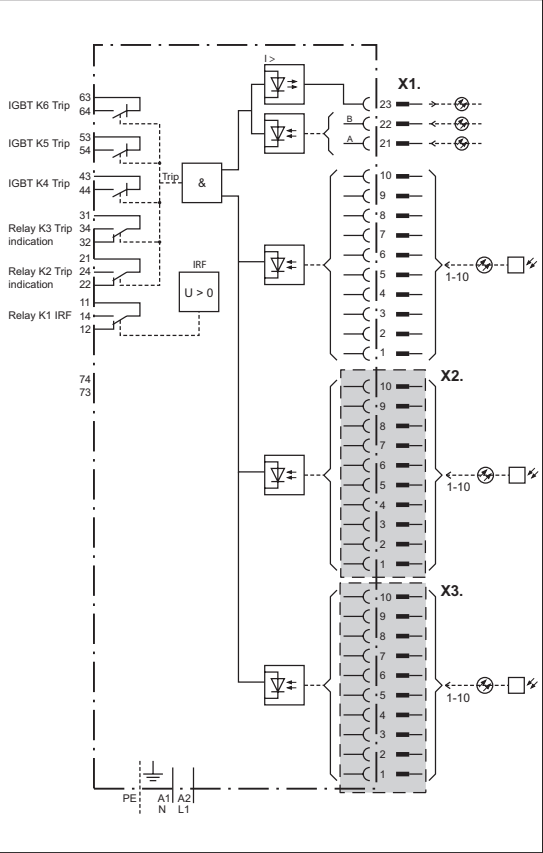 I >
X1.
63
IGBT K6 Trip
64
23
B
22
A
21
53
IGBT K5 Trip
54
43
IGBT K4 Trip
44
Trip
&
31
Relay K3 Trip
34
indication
32
21
Relay K2 Trip
24
indication
22
IRF
U > 0
11
Relay K1 IRF
14
12
10
9
8
7
6
5
4
3
2
1
1-10
74
73
X2.
10
9
8
7
6
5
4
3
2
1
1-10
X3.
10
9
8
7
6
5
4
3
2
1
1-10
PE
A1
N
A2
L1